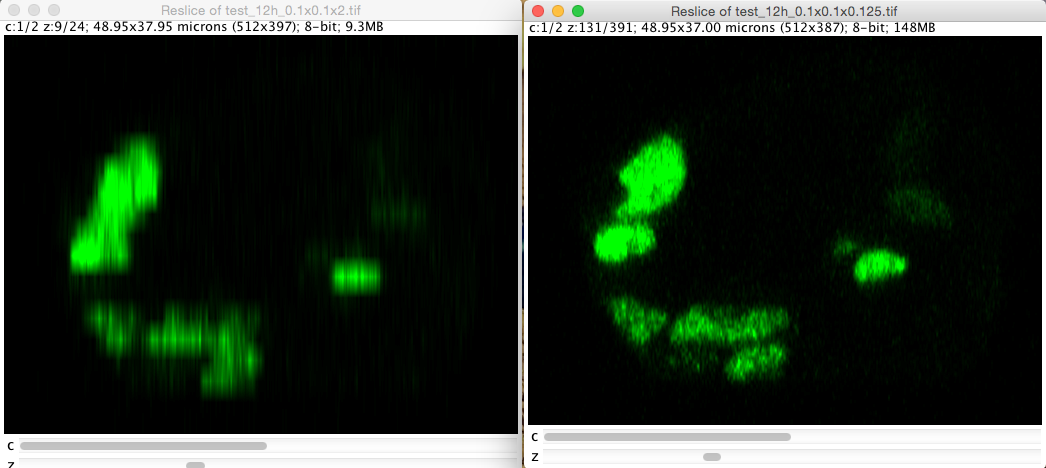 Reslice of test_12h_0.1x0.1x2.tif
c:1/2 z:9/24; 48.95x37.95 microns (512x397); 8-bit; 9.3MB
c
z
Reslice of test_12h_0.1x0.1x0.125.tif
c:1/2 z:131/391; 48.95x37.00 microns (512x387); 8-bit; 148MB
c
z